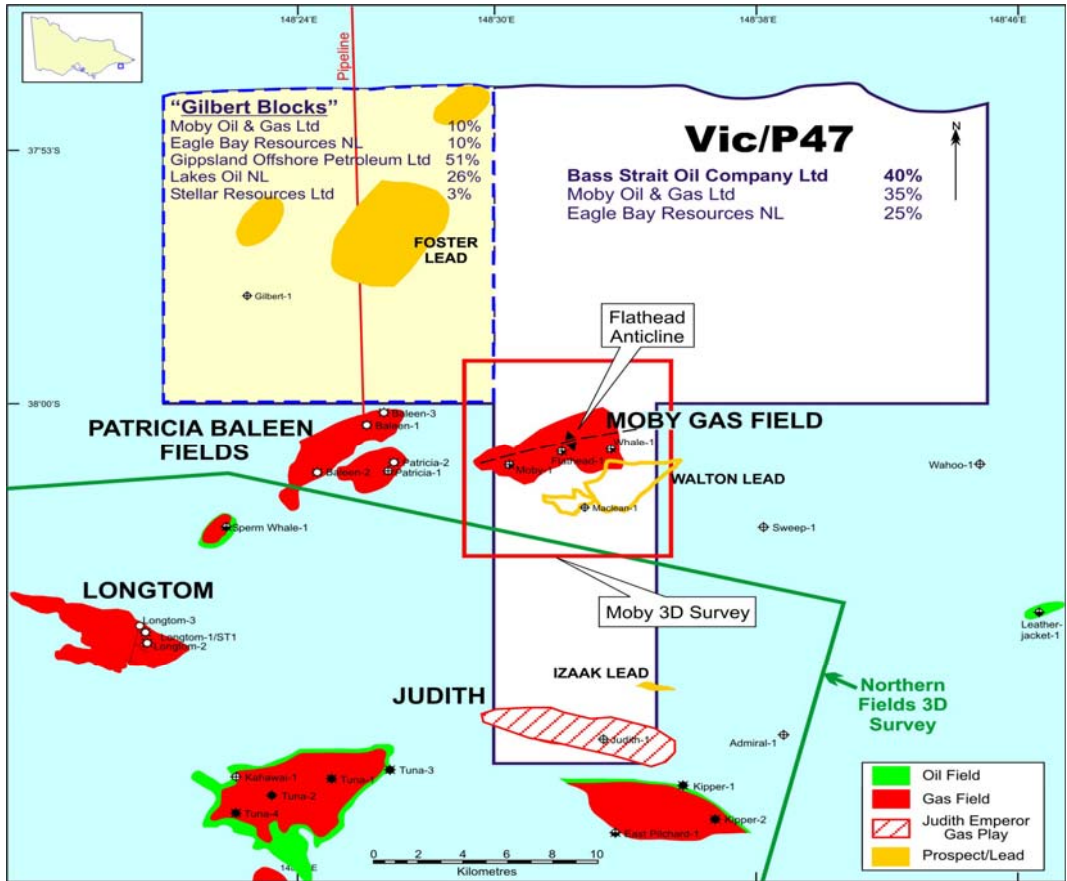 148°24'E
148°30'E
148°38'E
148°46'E
Pipeline
"Gilbert Blocks"
Moby Oil & Gas Ltd 10%
Eagle Bay Resources NL 10%
Gippsland Offshore Petroleum Ltd 51%
Lakes Oil NL 26%
Stellar Resources Ltd 3%
Vic/P47
Bass Strait Oil Company Ltd 40%
Moby Oil & Gas Ltd 35%
Eagle Bay Resources NL 25%
N
37°53'S
FOSTER
LEAD
Gilbert-1
Flathead
Anticline
38°00'S
PATRICIA BALEEN
FIELDS
Baleen-3
Baleen-1
Baleen-2
Patricia-2
Patricia-1
MOBY GAS FIELD
Whale-1
Flathead-1
Moby-1
WALTON LEAD
Maclean-1
Wahoo-1
Sweep-1
Sperm Whale-1
LONGTOM
Longtom-3
Longtom-1/ST1
Longtom-2
Moby 3D Survey
Leather-
jacket-1
IZAAK LEAD
JUDITH
Judith-1
Admiral-1
Northern
Fields 3D
Survey
Kahawai-1
Tuna-1
Tuna-3
Tuna-2
Tuna-4
Kipper-1
Kipper-2
East Pilchard-1
Oil Field
Gas Field
Judith Emperor
Gas Play
Prospect/Lead
0 2 4 6 8 10
Kilometres